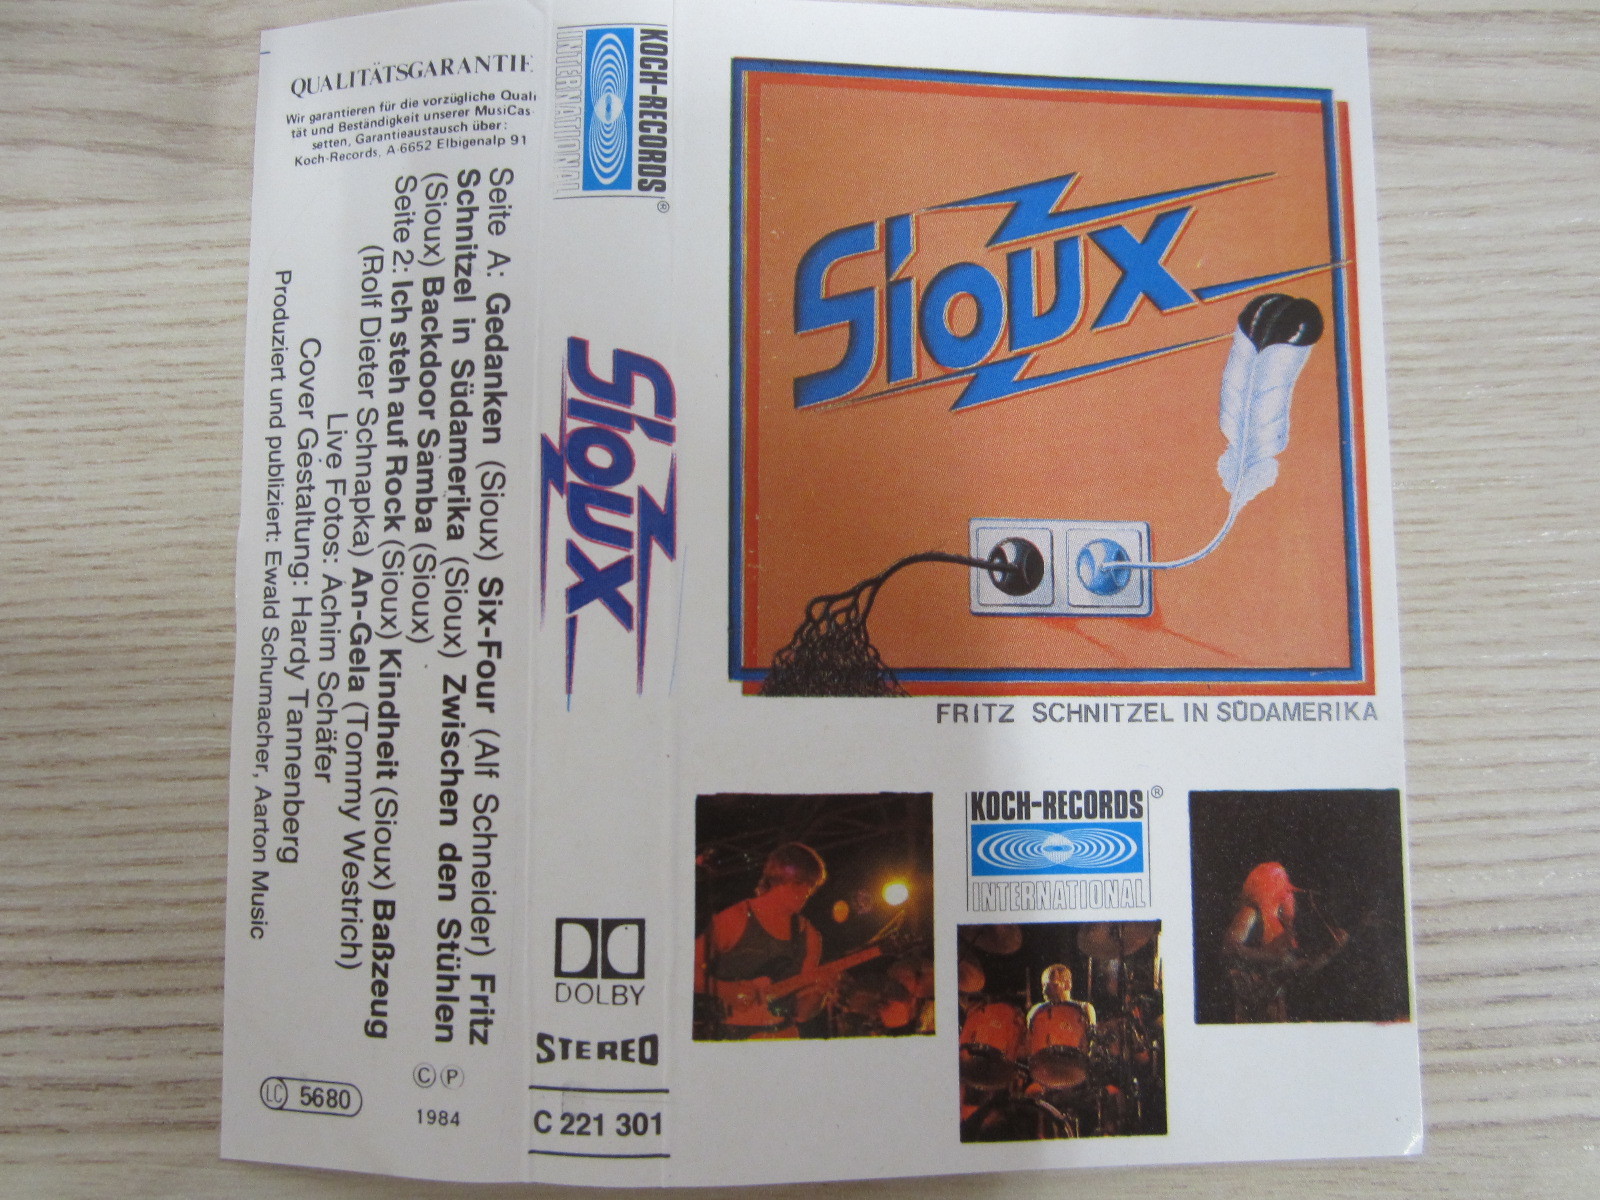 QUALITÄTSGARANTIE
Wir garantieren für die vorzügliche Quali
tät und Beständigkeit unserer MusiCas-
setten, Garantieaustausch über:
Koch-Records, A-6652 Elbigenalp 91
Seite A: Gedanken (Sioux) Six-Four (Alf Schneider) Fritz
Schnitzel in Südamerika (Sioux) Zwischen den Stühlen
(Sioux) Backdoor Samba (Sioux)
Seite 2: Ich steh auf Rock (Sioux) Kindheit (Sioux) Baßzeug
(Rolf Dieter Schnapka) An-Gela (Tommy Westrich)
Live Fotos: Achim Schäfer
Cover Gestaltung: Hardy Tannenberg
Produziert und publiziert: Ewald Schumacher, Aarton Music
LC 5680
© Ⓟ
1984
KOCH-RECORDS®
INTERNATIONAL
Sioux
DOLBY
STEREO
C 221 301
Sioux
FRITZ SCHNITZEL IN SÜDAMERIKA
KOCH-RECORDS®
INTERNATIONAL